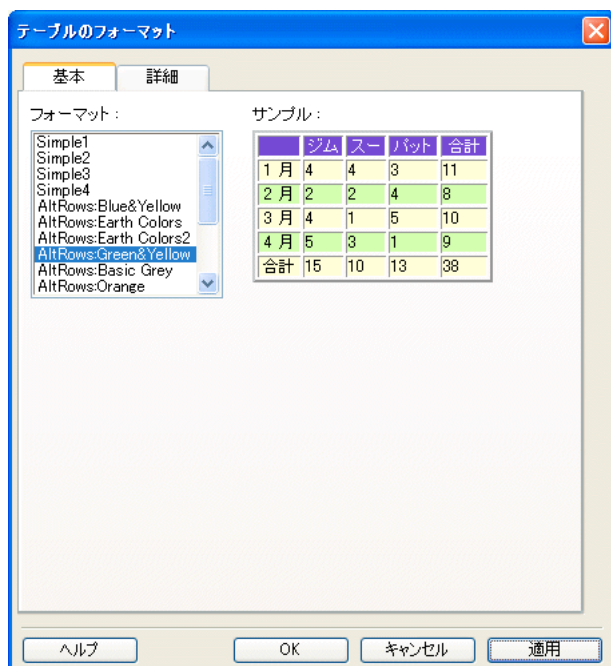 テーブルのフォーマット
基本 詳細
フォーマット：
Simple1
Simple2
Simple3
Simple4
AltRows:Blue&Yellow
AltRows:Earth Colors
AltRows:Earth Colors2
AltRows:Green&Yellow
AltRows:Basic Grey
AltRows:Orange
サンプル：
ジム スー パット 合計
1 月 4 4 3 11
2 月 2 2 4 8
3 月 4 1 5 10
4 月 5 3 1 9
合計 15 10 13 38
ヘルプ OK キャンセル 適用